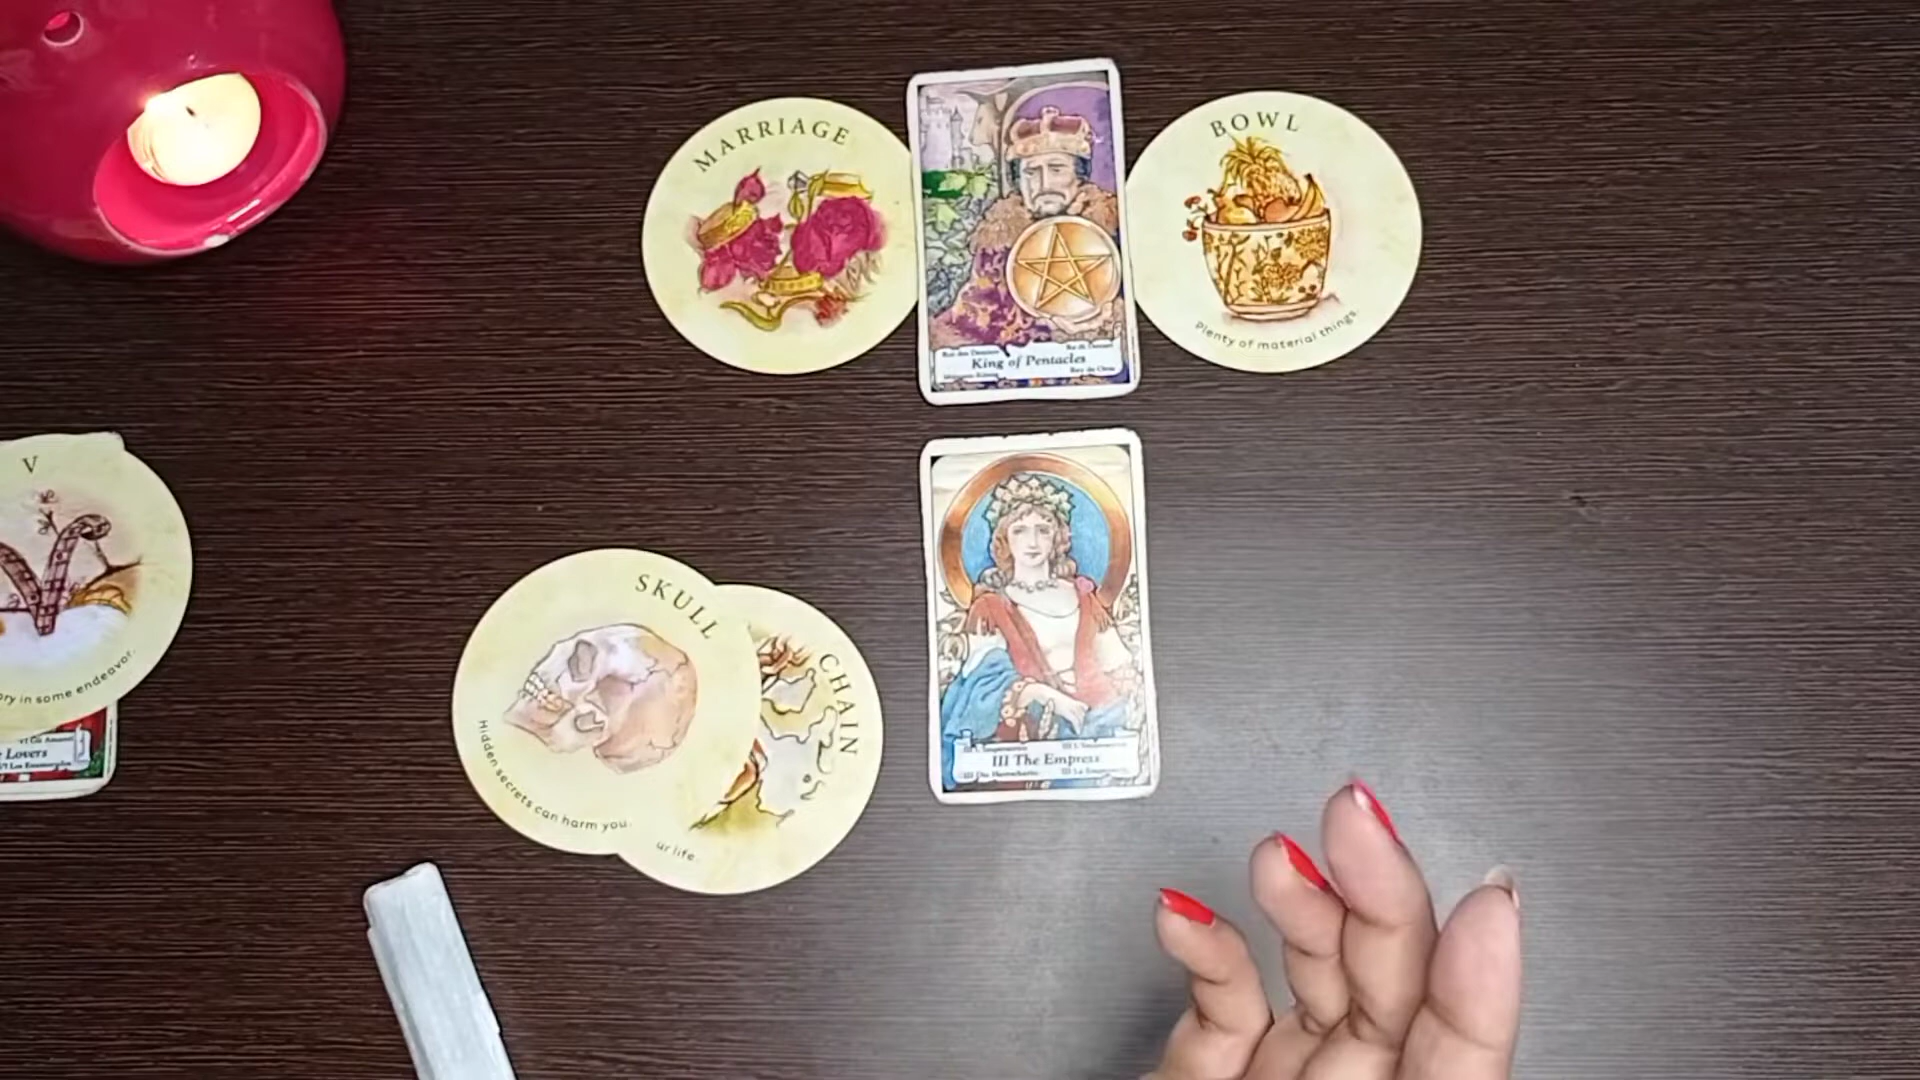 MARRIAGE
King of Pentacles
BOWL
Plenty of material things.
V
ory in some endeavor.
e Lovers
SKULL
Hidden secrets can harm you.
CHAIN
ur life.
III The Empress